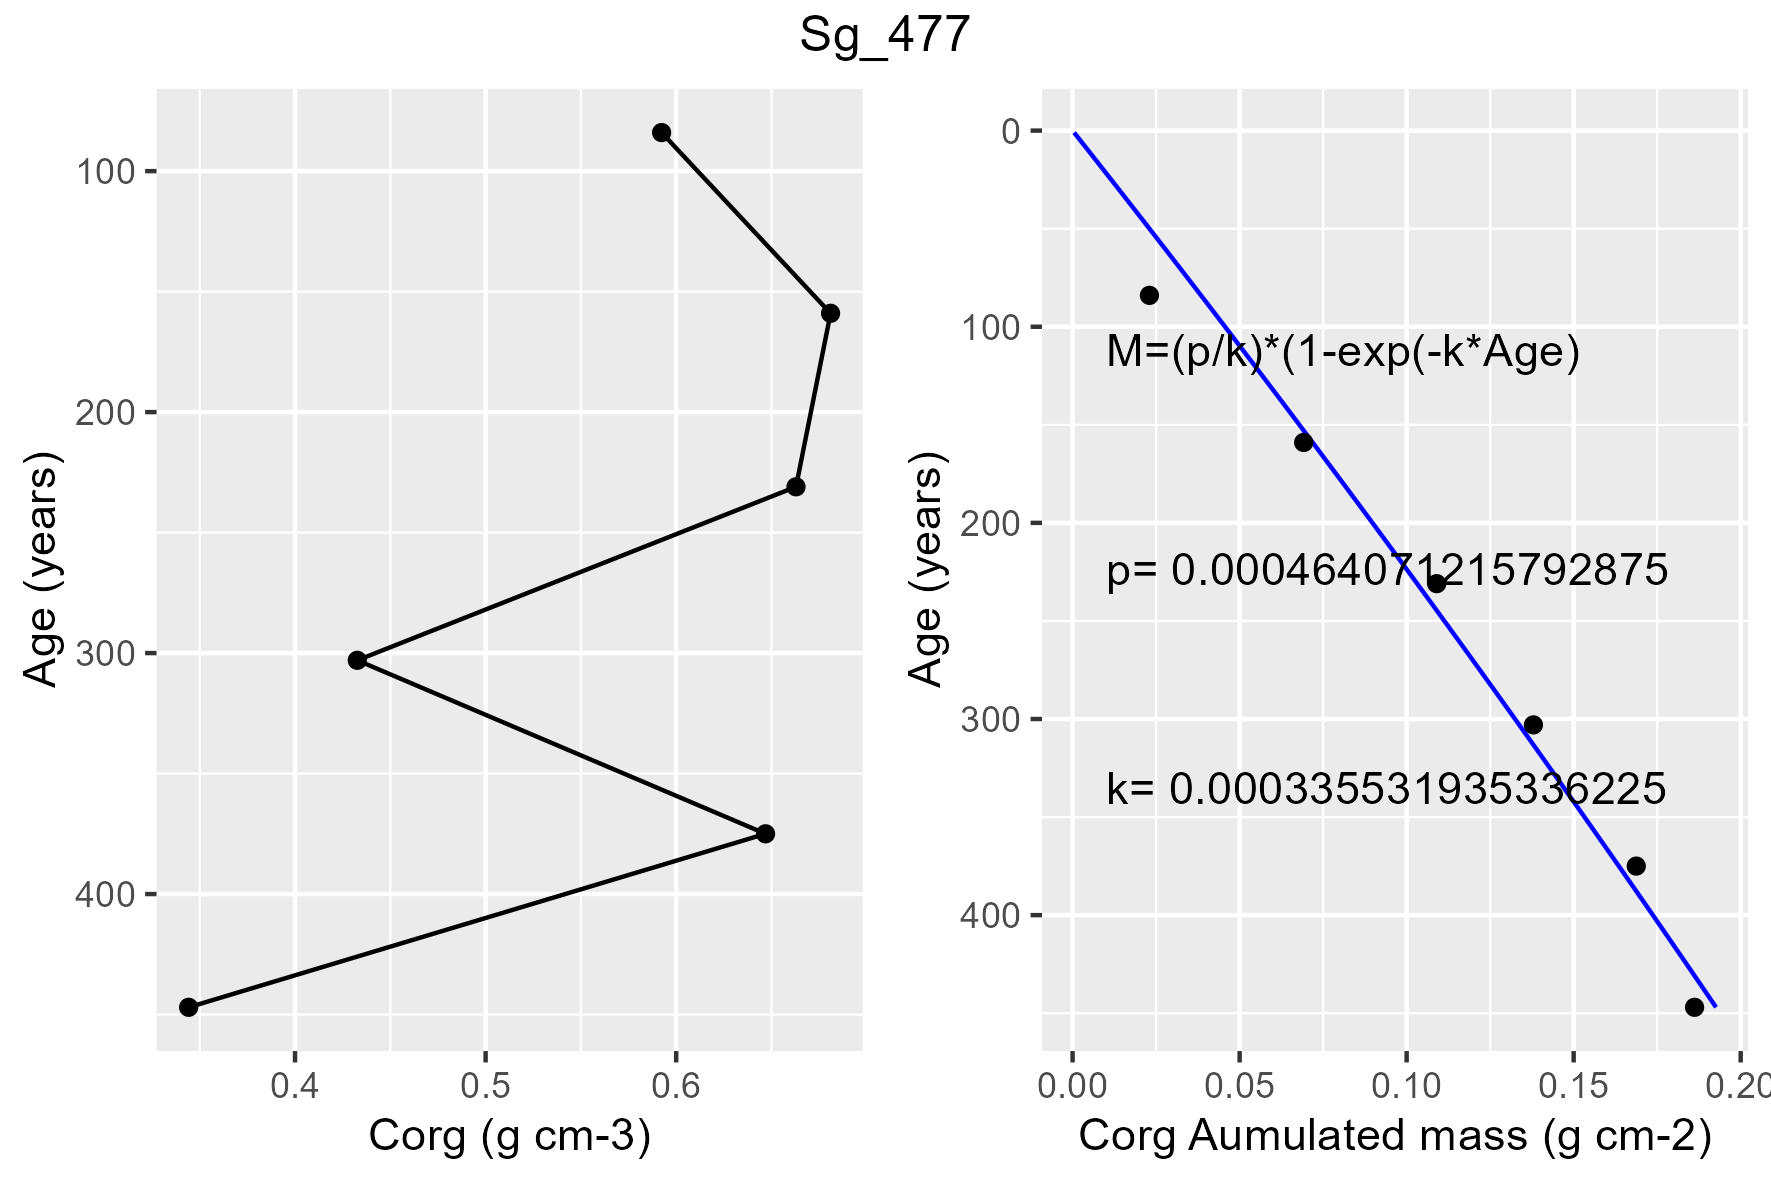 Sg_477
Age (years)
100
200
300
400
0.4
0.5
0.6
Corg (g cm-3)
Age (years)
0
100
200
300
400
M=(p/k)*(1-exp(-k*Age)
p= 0.0004640712157928​75
k= 0.000335531935336225
0.00
0.05
0.10
0.15
0.20
Corg Aumulated mass (g cm-2)